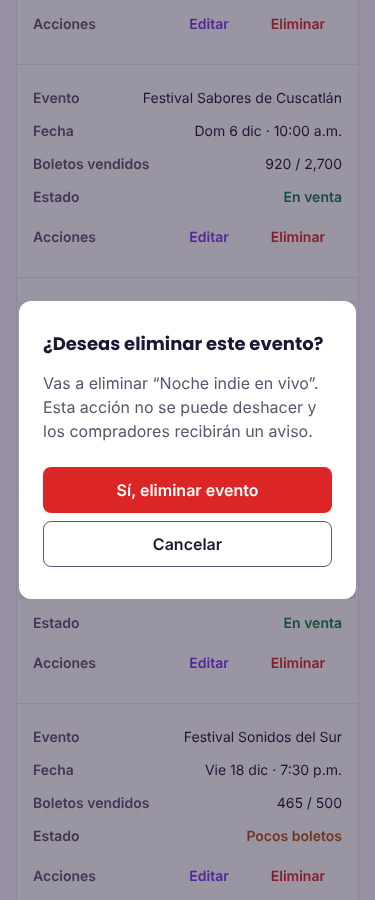 Acciones Editar Eliminar
Evento Festival Sabores de Cuscatlán
Fecha Dom 6 dic · 10:00 a.m.
Boletos vendidos 920 / 2,700
Estado En venta
Acciones Editar Eliminar
¿Deseas eliminar este evento?
Vas a eliminar “Noche indie en vivo”.
Esta acción no se puede deshacer y
los compradores recibirán un aviso.
Sí, eliminar evento
Cancelar
Estado En venta
Acciones Editar Eliminar
Evento Festival Sonidos del Sur
Fecha Vie 18 dic · 7:30 p.m.
Boletos vendidos 465 / 500
Estado Pocos boletos
Acciones Editar Eliminar